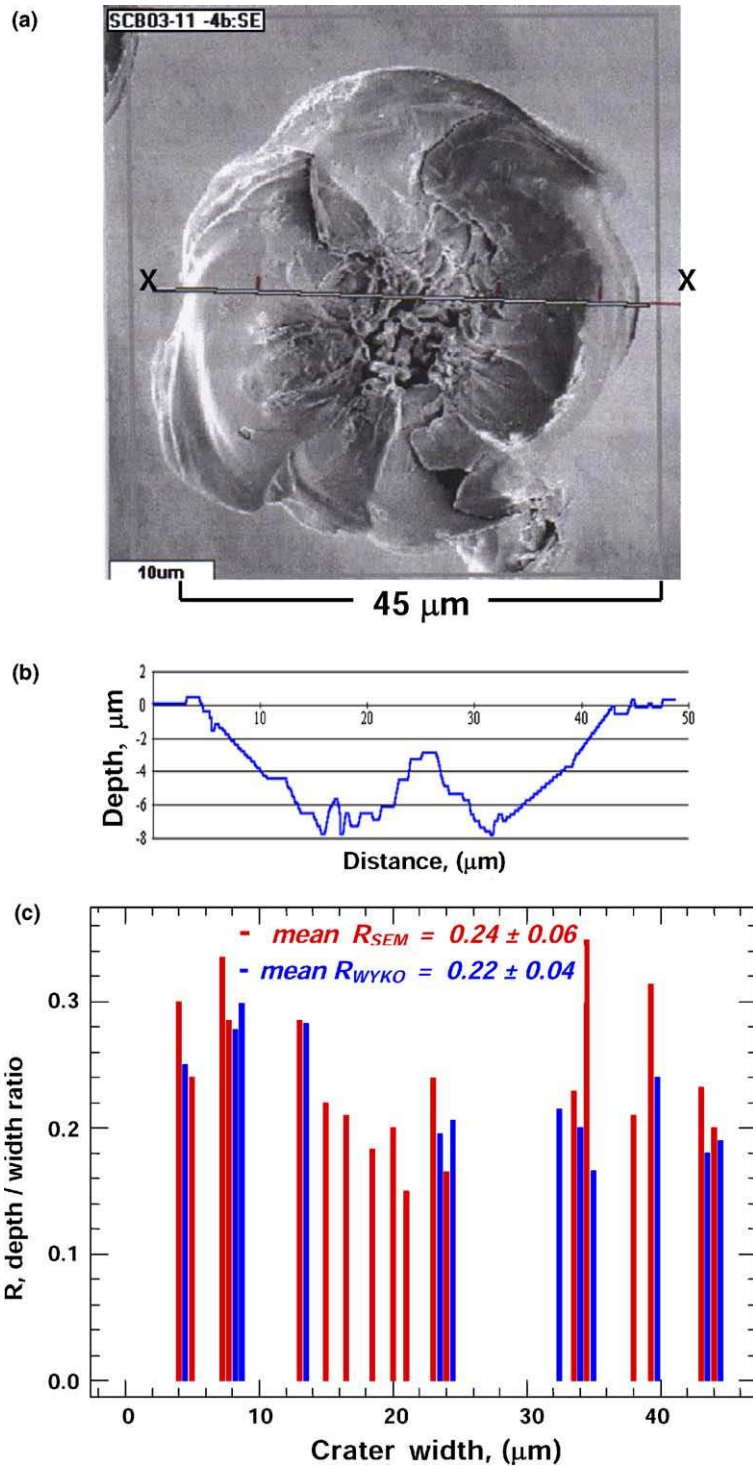 (a)
SCB03-11 -4b:SE
X X
10um
45 μm
(b)
2
0
-2
-4
-6
-8
10 20 30 40 50
Depth, μm
Distance, (μm)
(c)
- mean R_SEM = 0.24 ± 0.06
- mean R_WYKO = 0.22 ± 0.04
0.3
0.2
0.1
0.0
R, depth / width ratio
0 10 20 30 40
Crater width, (μm)